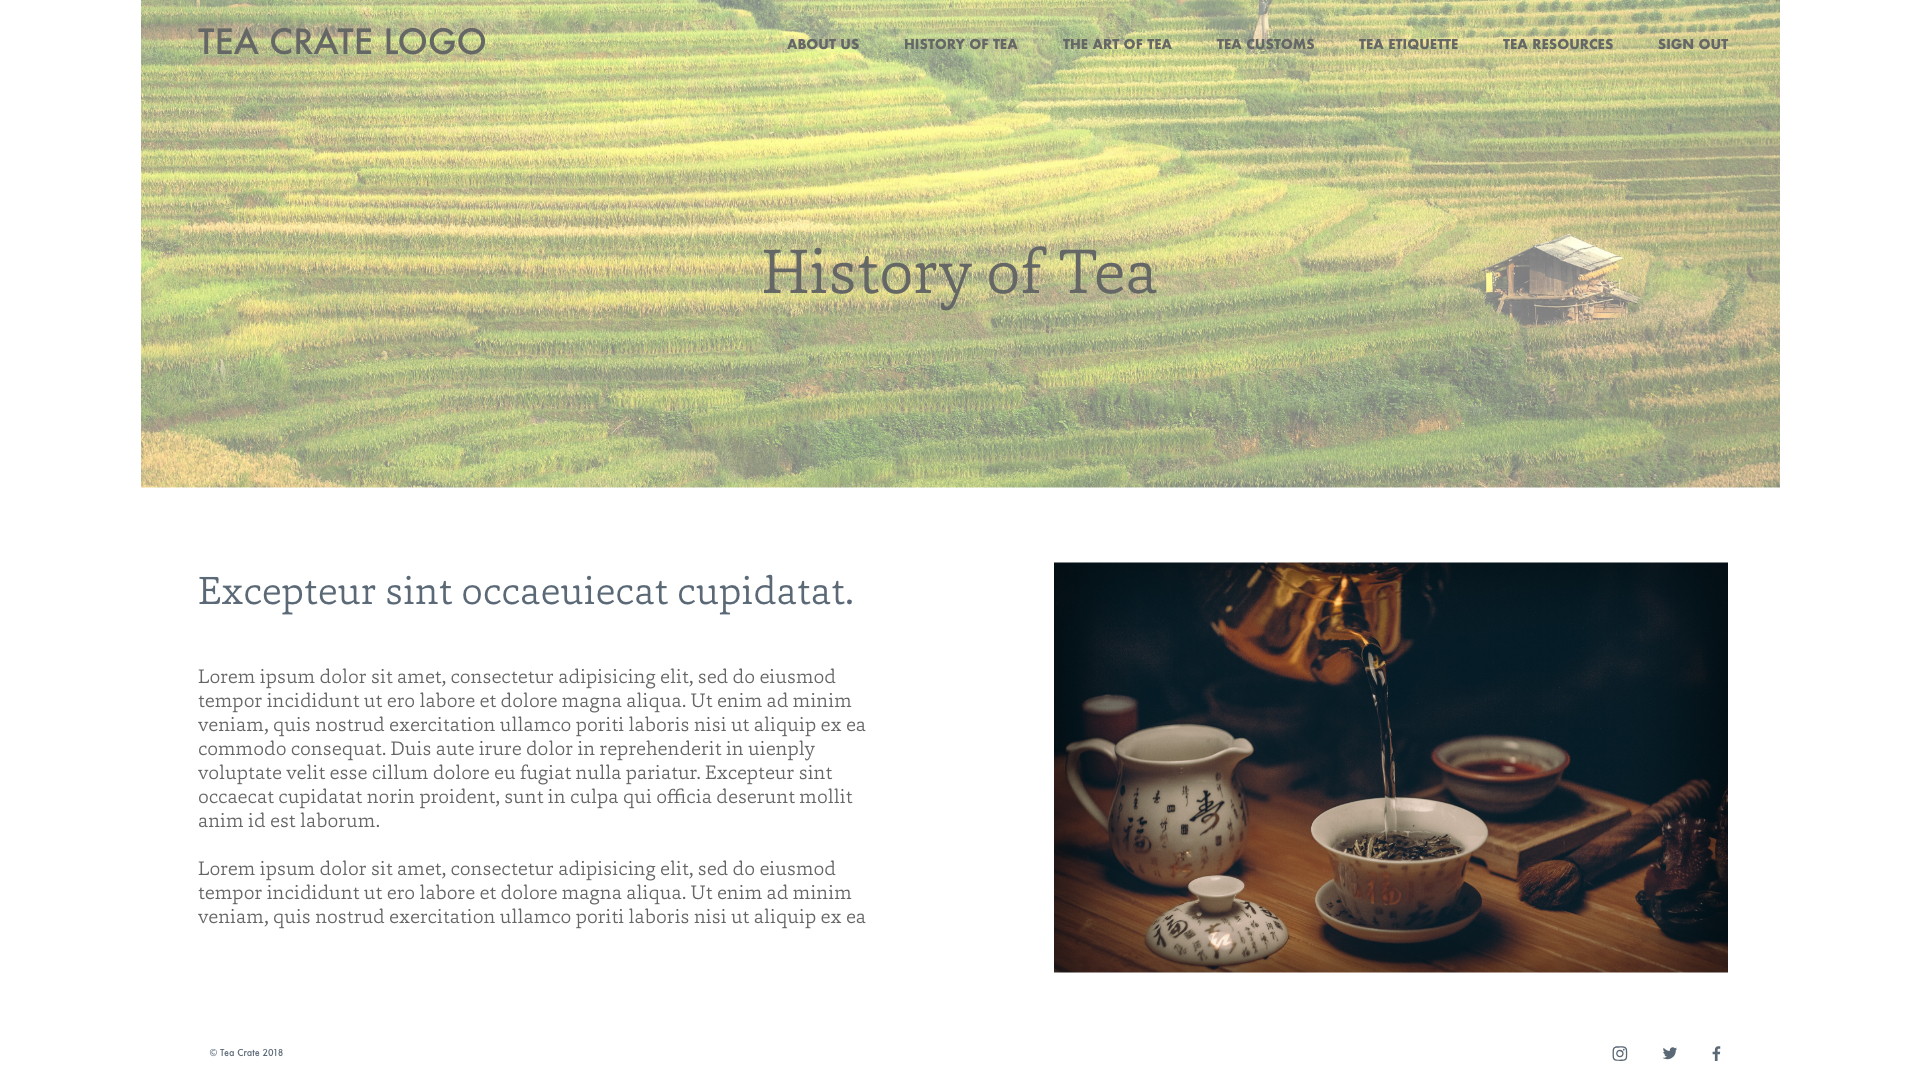 TEA CRATE LOGO
ABOUT US HISTORY OF TEA THE ART OF TEA TEA CUSTOMS TEA ETIQUETTE TEA RESOURCES SIGN OUT
History of Tea
Excepteur sint occaeuiecat cupidatat.
Lorem ipsum dolor sit amet, consectetur adipisicing elit, sed do eiusmod
tempor incididunt ut ero labore et dolore magna aliqua. Ut enim ad minim
veniam, quis nostrud exercitation ullamco poriti laboris nisi ut aliquip ex ea
commodo consequat. Duis aute irure dolor in reprehenderit in uienply
voluptate velit esse cillum dolore eu fugiat nulla pariatur. Excepteur sint
occaecat cupidatat norin proident, sunt in culpa qui officia deserunt mollit
anim id est laborum.
Lorem ipsum dolor sit amet, consectetur adipisicing elit, sed do eiusmod
tempor incididunt ut ero labore et dolore magna aliqua. Ut enim ad minim
veniam, quis nostrud exercitation ullamco poriti laboris nisi ut aliquip ex ea
福 寿
福
© Tea Crate 2018